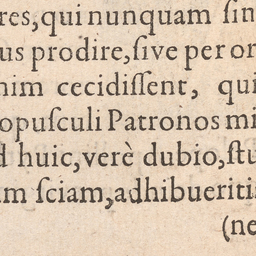 res, qui nunquam ſin
us prodire, ſive per or
nim cecidiſſent, qui
opuſculi Patronos mi
d huic, verè dubio, ſtu
m ſciam, adhibueritis
(ne